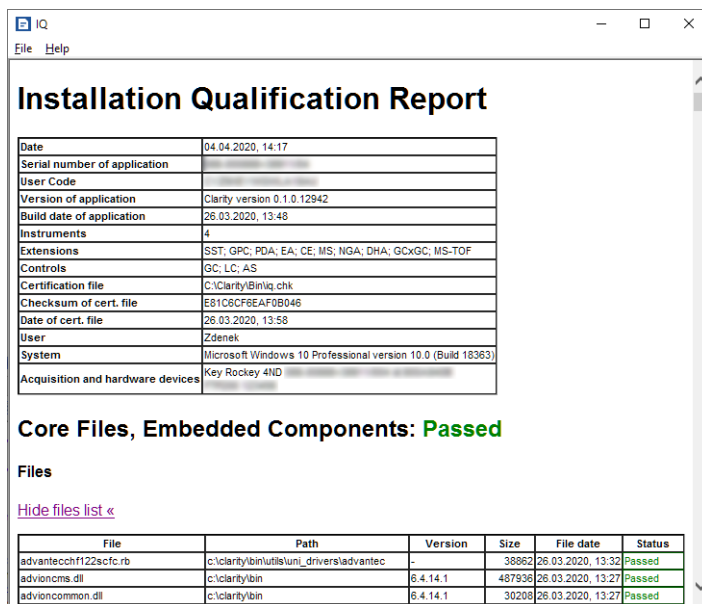 IQ
File Help
Installation Qualification Report
Date 04.04.2020, 14:17
Serial number of application
User Code
Version of application Clarity version 0.1.0.12942
Build date of application 26.03.2020, 13:48
Instruments 4
Extensions SST; GPC; PDA; EA; CE; MS; NGA; DHA; GCxGC; MS-TOF
Controls GC; LC; AS
Certification file C:\Clarity\Bin\iq.chk
Checksum of cert. file E81C6CF6EAF0B046
Date of cert. file 26.03.2020, 13:58
User Zdenek
System Microsoft Windows 10 Professional version 10.0 (Build 18363)
Acquisition and hardware devices Key Rockey 4ND
Core Files, Embedded Components: Passed
Files
Hide files list «
File Path Version Size File date Status
advantecchf122scfc.rb c:\clarity\bin\utils\uni_drivers\advantec - 38862 26.03.2020, 13:32 Passed
advioncms.dll c:\clarity\bin 6.4.14.1 487936 26.03.2020, 13:27 Passed
advioncommon.dll c:\clarity\bin 6.4.14.1 30208 26.03.2020, 13:27 Passed